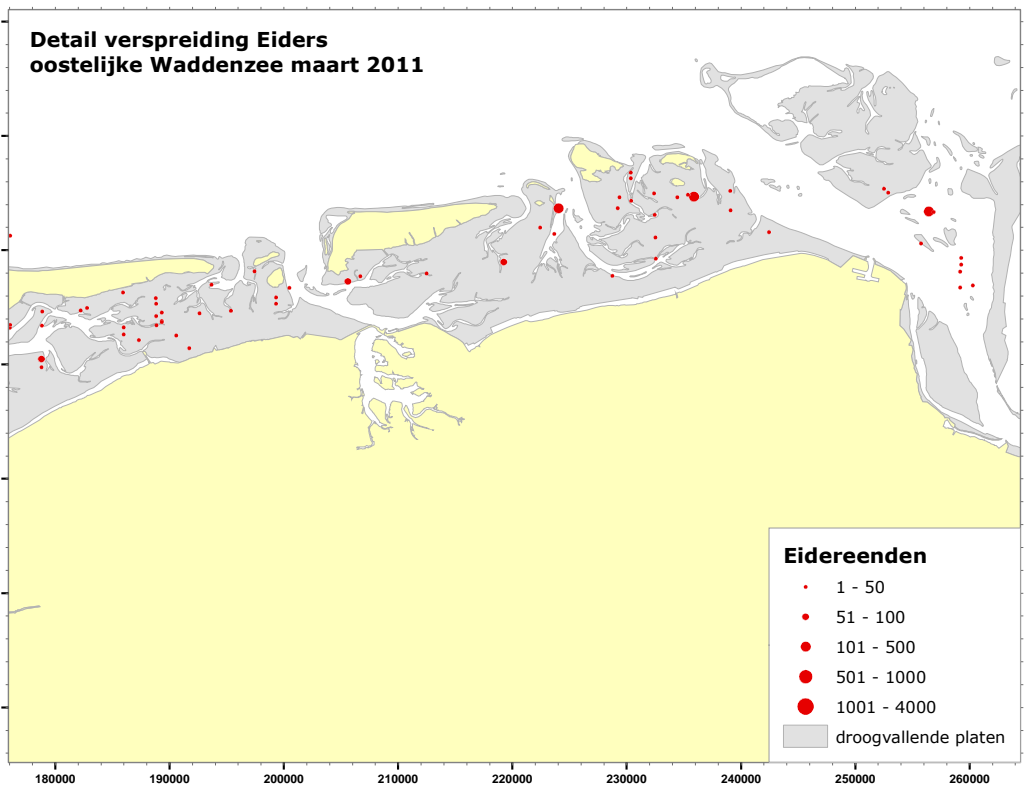 Detail verspreiding Eiders
oostelijke Waddenzee maart 2011
Eidereenden
1 - 50
51 - 100
101 - 500
501 - 1000
1001 - 4000
droogvallende platen
180000 190000 200000 210000 220000 230000 240000 250000 260000